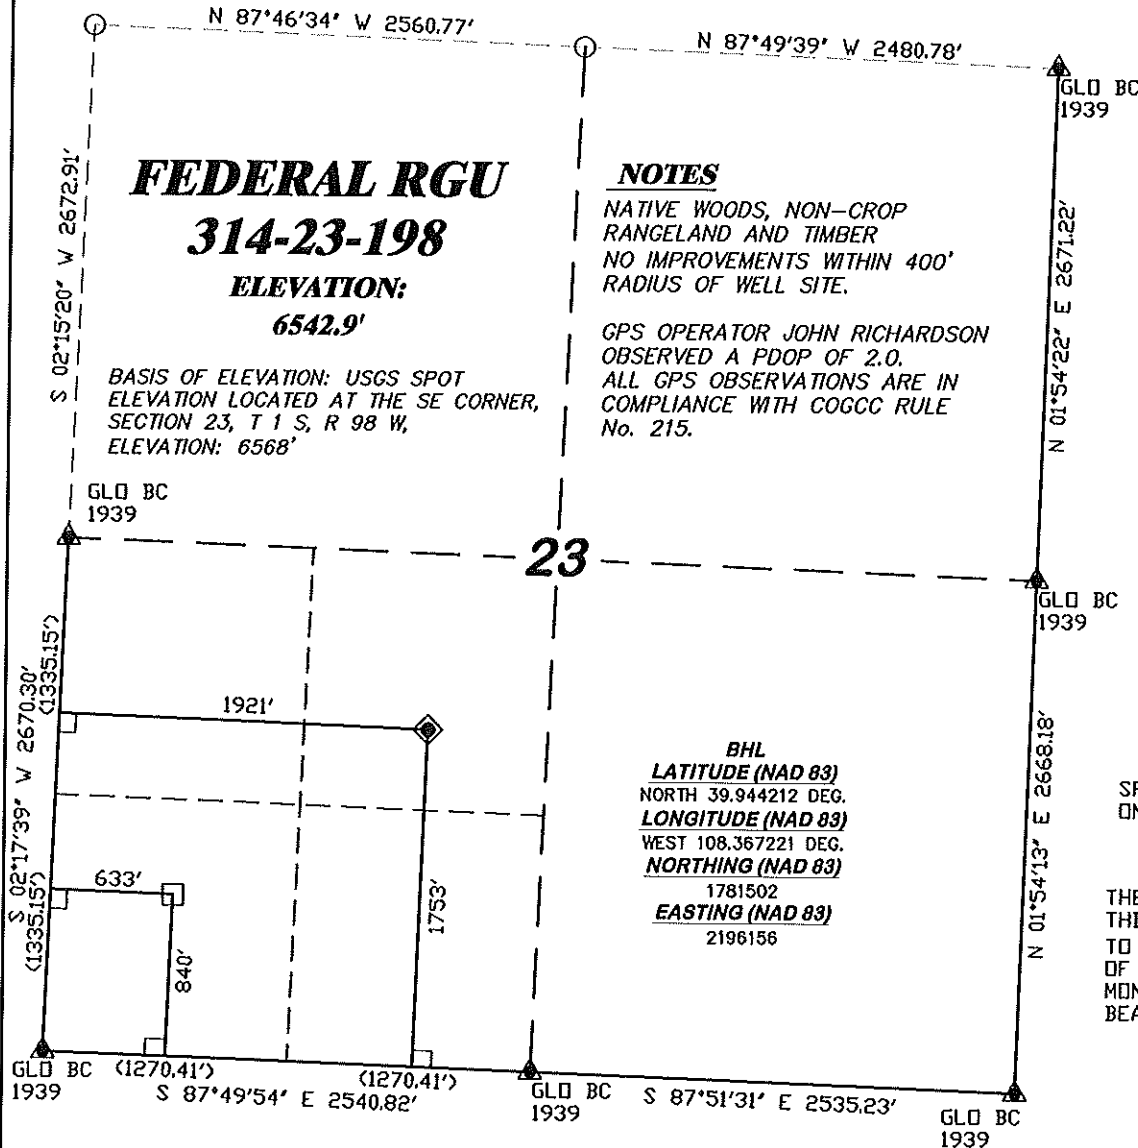 N 87°46'34" W 2560.77'
N 87°49'39" W 2480.78'
GLO BC
1939
FEDERAL RGU
314-23-198
ELEVATION:
6542.9'
BASIS OF ELEVATION: USGS SPOT
ELEVATION LOCATED AT THE SE CORNER,
SECTION 23, T 1 S, R 98 W,
ELEVATION: 6568'
NOTES
NATIVE WOODS, NON-CROP
RANGELAND AND TIMBER
NO IMPROVEMENTS WITHIN 400'
RADIUS OF WELL SITE.
GPS OPERATOR JOHN RICHARDSON
OBSERVED A PDOP OF 2.0.
ALL GPS OBSERVATIONS ARE IN
COMPLIANCE WITH COGCC RULE
No. 215.
S 02°15'20" W 2672.91'
N 01°54'22" E 2671.22'
GLO BC
1939
23
GLO BC
1939
S 02°17'39" W 2670.30'
(1335.15')
(1335.15')
1921'
633'
840'
1753'
BHL
LATITUDE (NAD 83)
NORTH 39.944212 DEG.
LONGITUDE (NAD 83)
WEST 108.367221 DEG.
NORTHING (NAD 83)
1781502
EASTING (NAD 83)
2196156
N 01°54'13" E 2668.18'
THE
TO
OF
GLO BC
1939
(1270.41')
(1270.41')
S 87°49'54" E 2540.82'
GLO BC
1939
S 87°51'31" E 2535.23'
GLO BC
1939